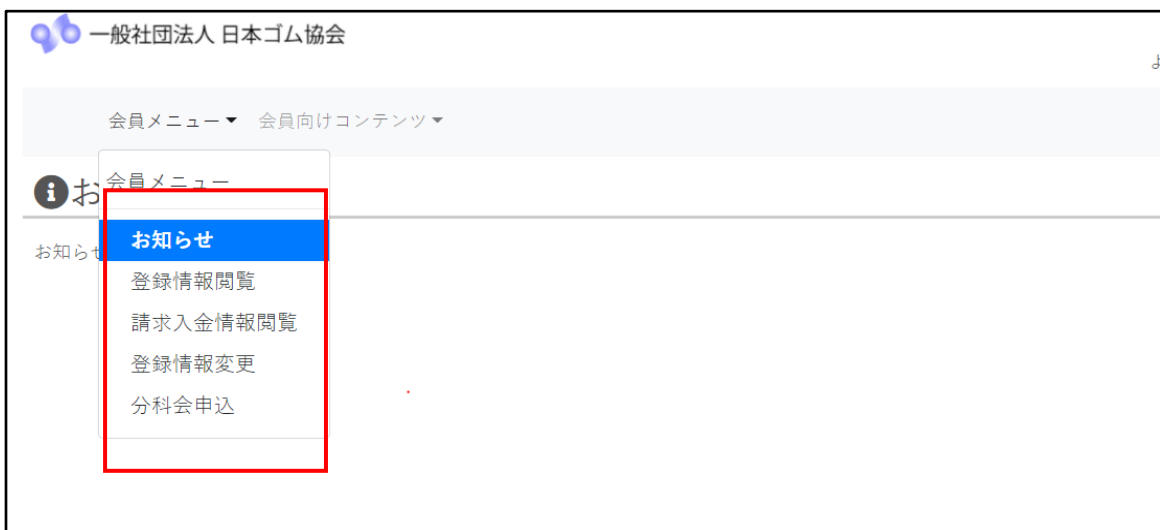 一般社団法人 日本ゴム協会
よ
会員メニュー 会員向けコンテンツ
会員メニュー
お
お知らせ
お知らせ
登録情報閲覧
請求入金情報閲覧
登録情報変更
分科会申込